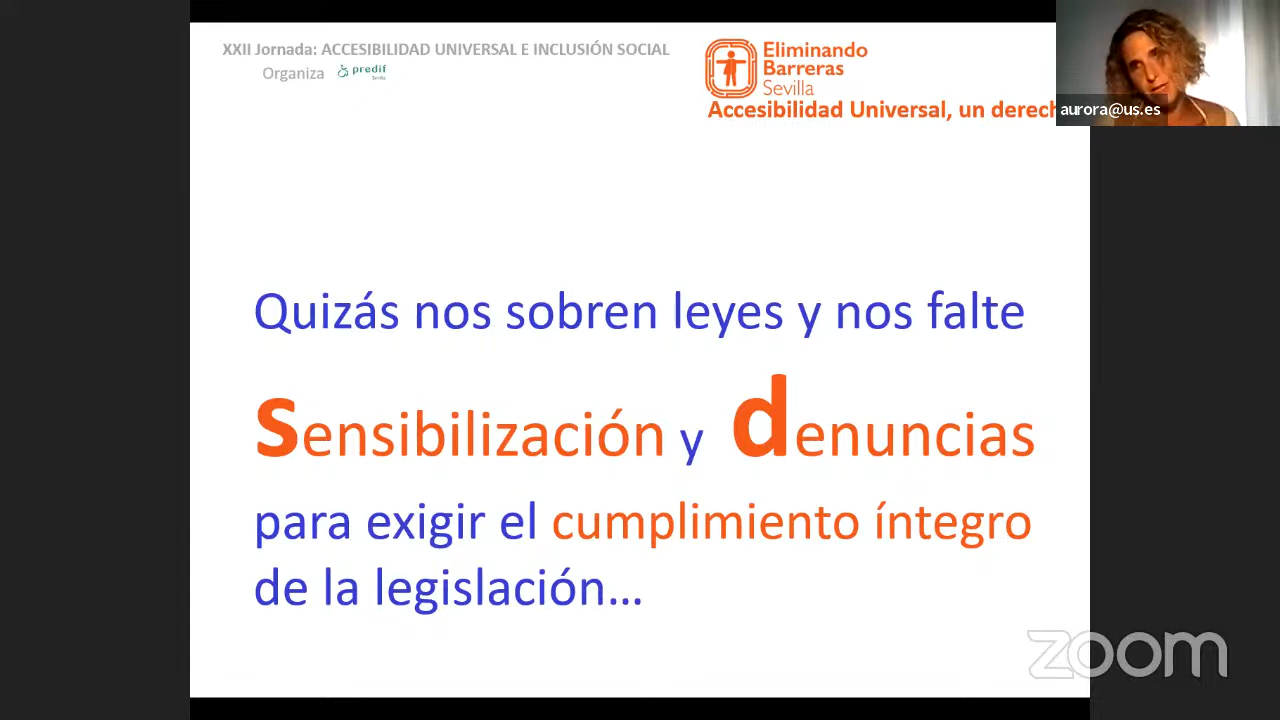 XXII Jornada: ACCESIBILIDAD UNIVERSAL E INCLUSIÓN SOCIAL
Organiza predif
Sevilla
Eliminando
Barreras
Sevilla
Accesibilidad Universal, un derech
aurora@us.es
Quizás nos sobren leyes y nos falte
sensibilización y denuncias
para exigir el cumplimiento íntegro
de la legislación...
zoom